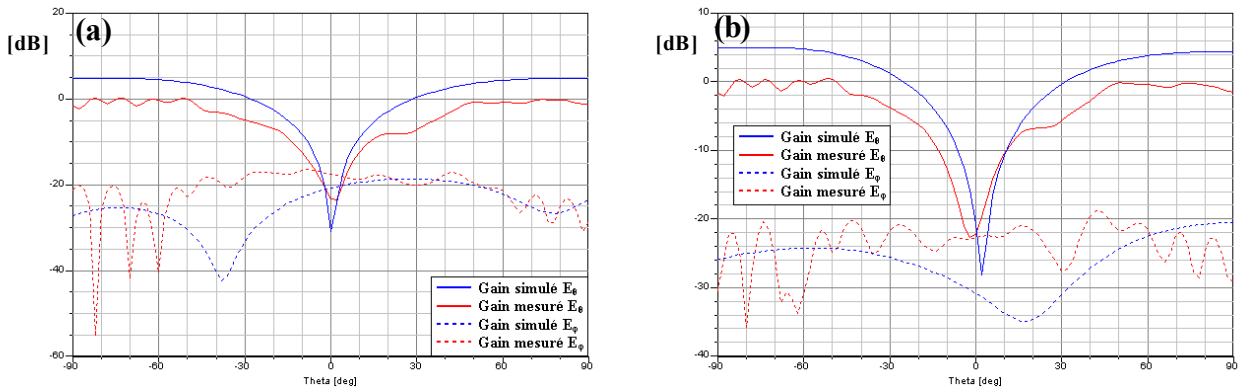 (a)
[dB]
20
0
-20
-40
-60
-90
-60
-30
0
30
60
90
Theta [deg]
Gain simulé Eθ
Gain mesuré Eθ
Gain simulé Eφ
Gain mesuré Eφ
(b)
[dB]
10
0
-10
-20
-30
-40
-90
-60
-30
0
30
60
90
Theta [deg]
Gain simulé Eθ
Gain mesuré Eθ
Gain simulé Eφ
Gain mesuré Eφ